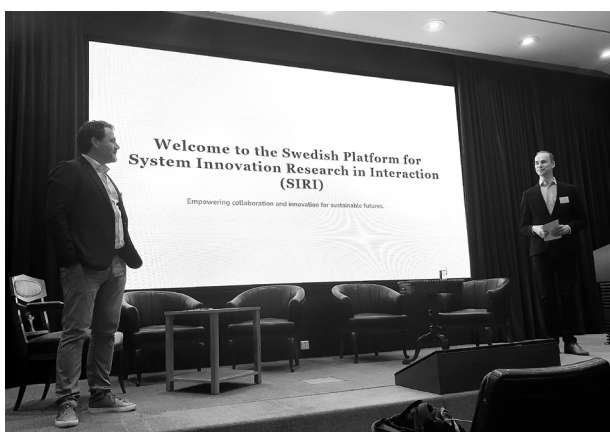 Welcome to the Swedish Platform for
System Innovation Research in Interaction
(SIRI)
Empowering collaboration and innovation for sustainable futures.